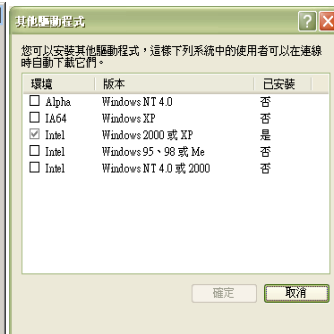 其他驅動程式
您可以安裝其他驅動程式，這樣下列系統中的使用者可以在連線
時自動下載它們。
環境 版本 已安裝
Alpha Windows NT 4.0 否
IA64 Windows XP 否
Intel Windows 2000 或 XP 是
Intel Windows 95、98 或 Me 否
Intel Windows NT 4.0 或 2000 否
確定 取消